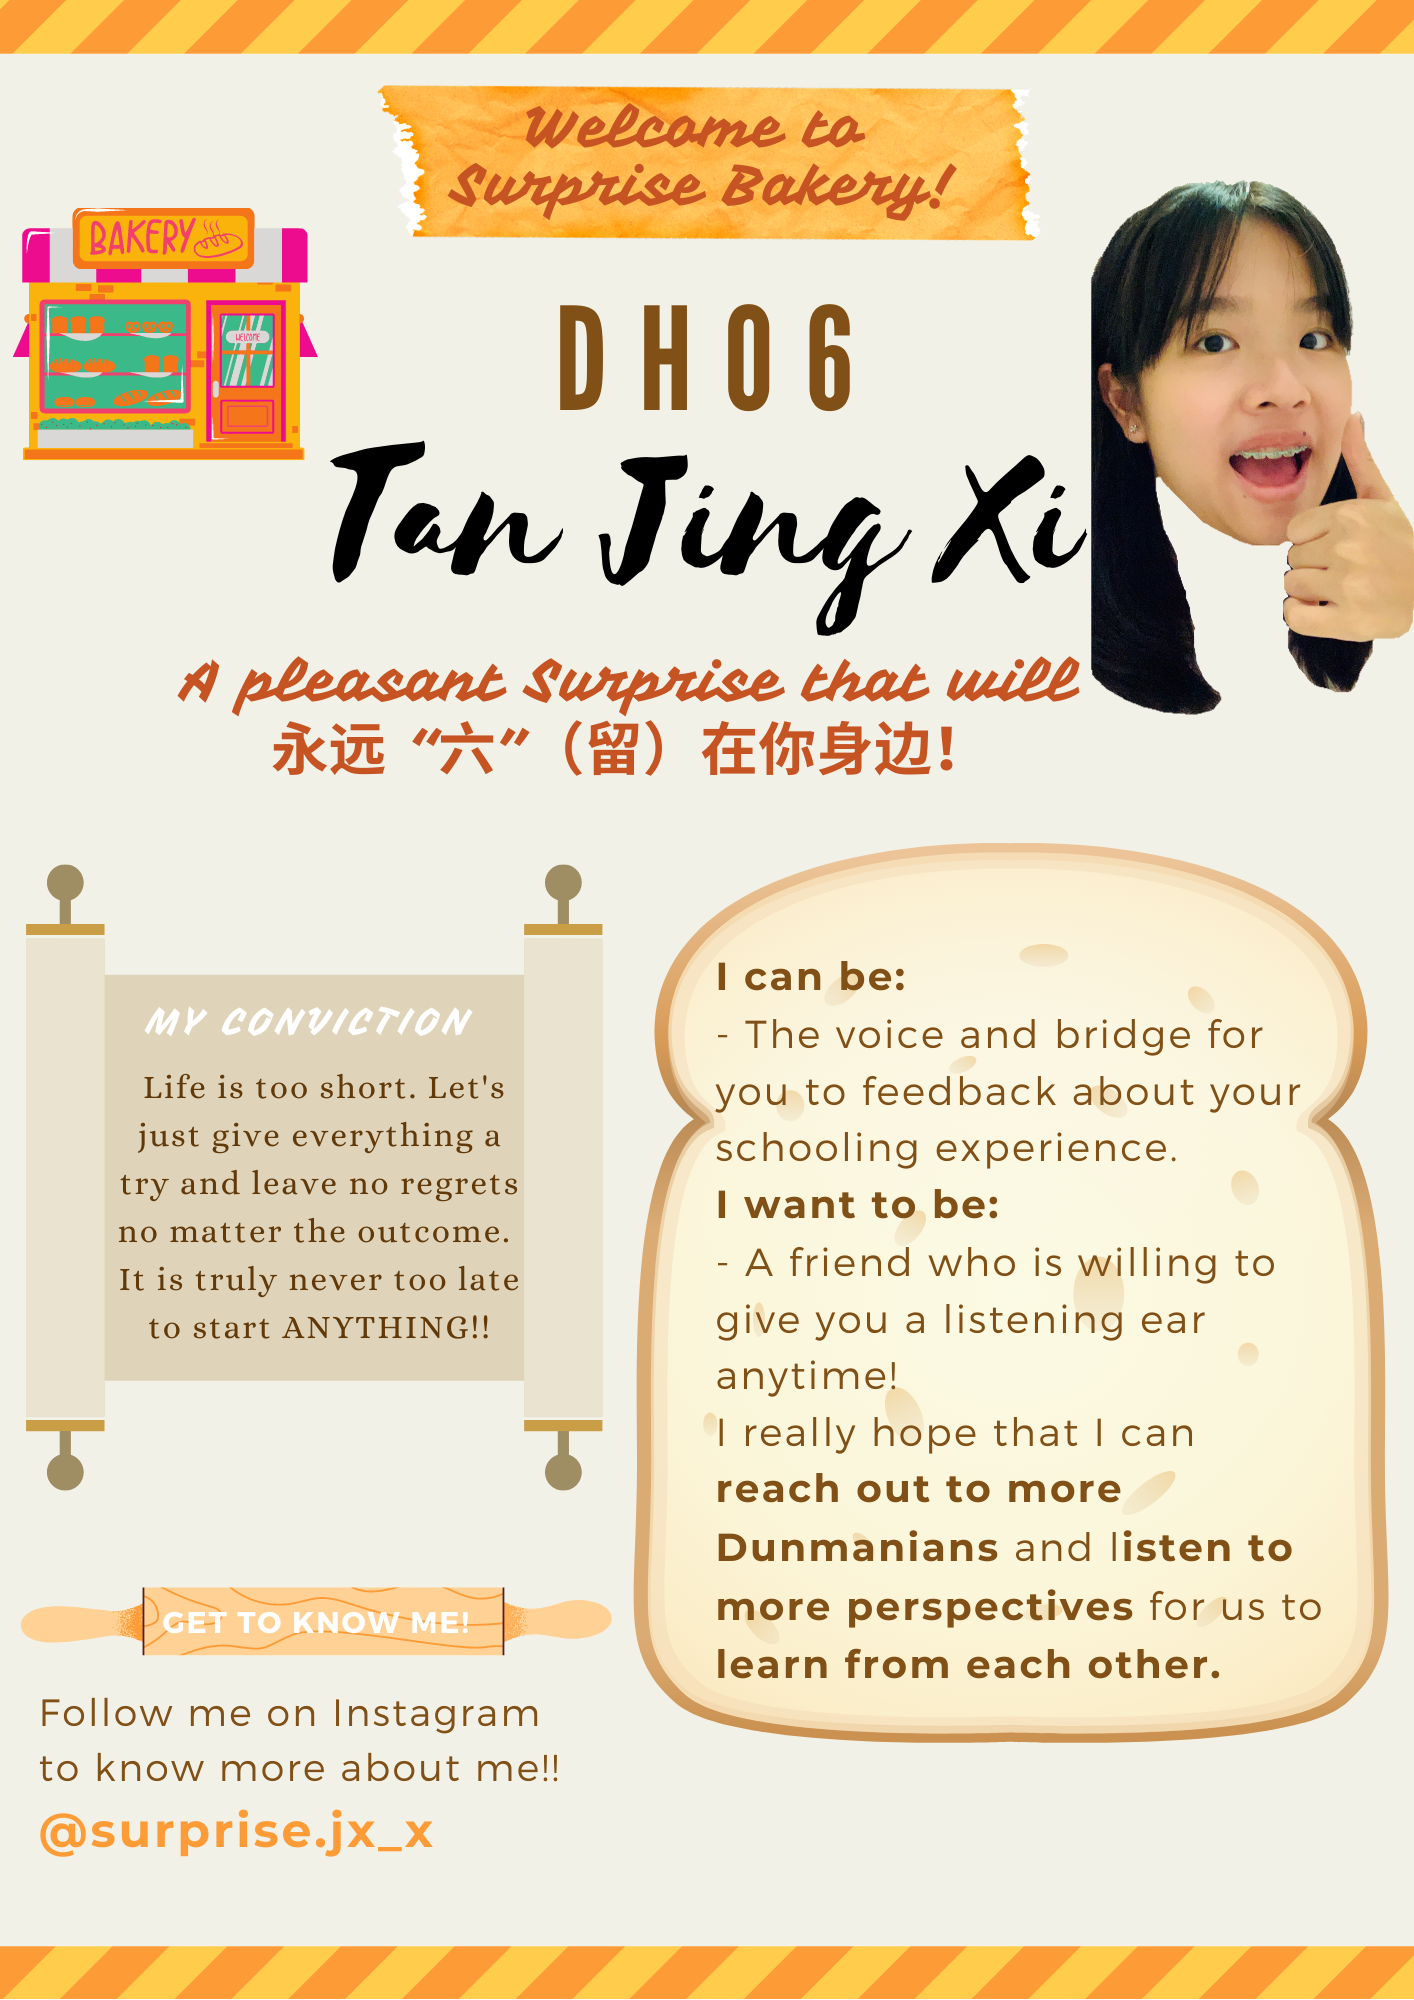 Welcome to
Surprise Bakery!
BAKERY
WELCOME
DH06
Tan Jing Xi
A pleasant Surprise that will
永远 “六”（留）在你身边！
MY CONVICTION
Life is too short. Let's
just give everything a
try and leave no regrets
no matter the outcome.
It is truly never too late
to start ANYTHING!!
I can be:
- The voice and bridge for
you to feedback about your
schooling experience.
I want to be:
- A friend who is willing to
give you a listening ear
anytime!
I really hope that I can
reach out to more
Dunmanians and listen to
more perspectives for us to
learn from each other.
GET TO KNOW ME!
Follow me on Instagram
to know more about me!!
@surprise.jx_x